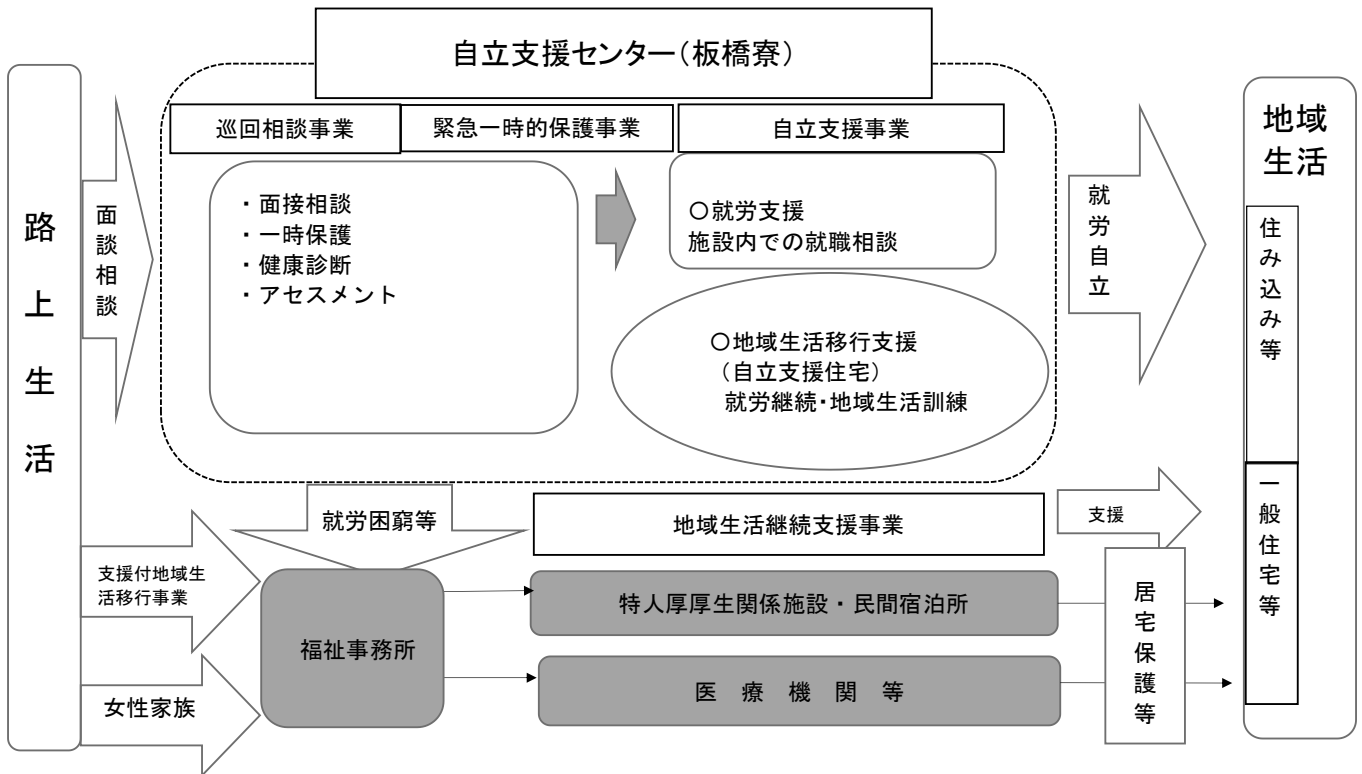 自立支援センター(板橋寮)
路上生活
面談相談
巡回相談事業
緊急一時的保護事業
自立支援事業
・面接相談
・一時保護
・健康診断
・アセスメント
○就労支援
施設内での就職相談
○地域生活移行支援
(自立支援住宅)
就労継続・地域生活訓練
就労自立
地域
生活
住み込み等
一般住宅等
就労困窮等
地域生活継続支援事業
支援
支援付地域生
活移行事業
福祉事務所
特人厚厚生関係施設・民間宿泊所
居宅保護等
女性家族
医療機関等